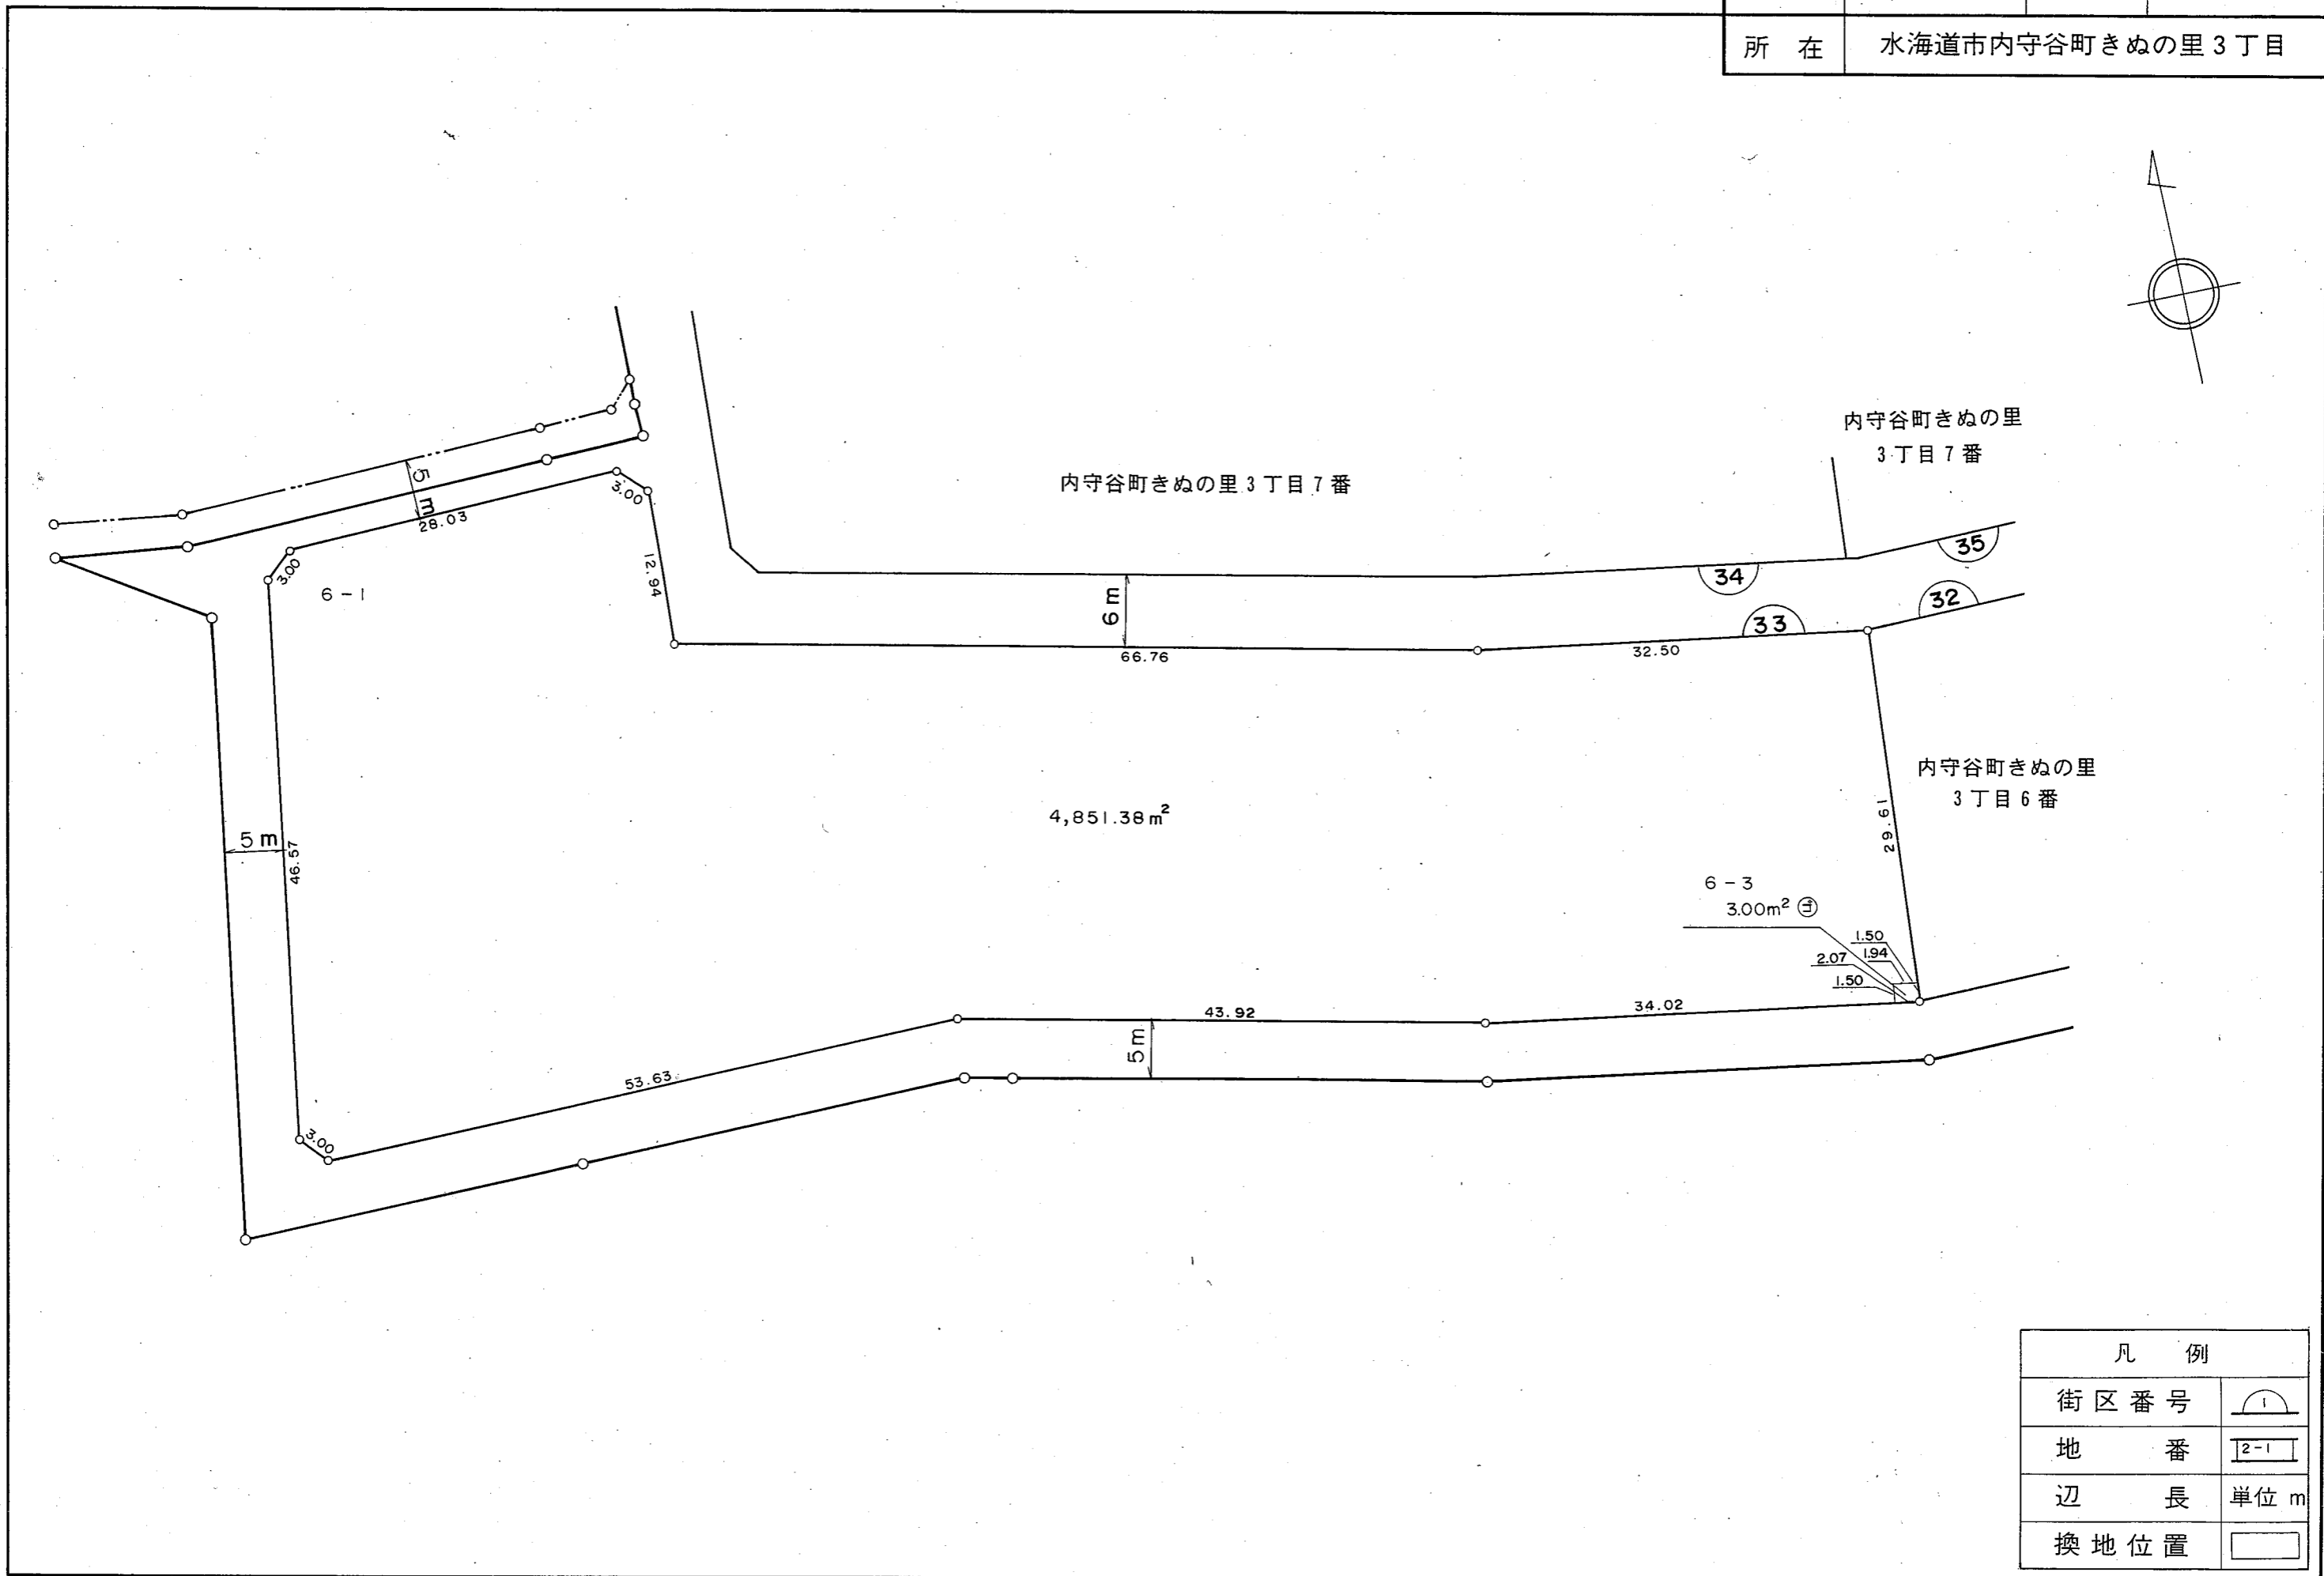 所 在 水海道市内守谷町きぬの里3丁目
内守谷町きぬの里
3丁目7番
内守谷町きぬの里3丁目7番
5m
28.03
3.00
3.00
6-1
12.94
35
34
32
33
6m
66.76
32.50
内守谷町きぬの里
3丁目6番
4,851.38m²
29.61
5m
46.57
6-3
3.00m² ゴ
1.50
1.94
2.07
1.50
43.92
34.02
5m
53.63
3.00
凡 例
街区番号 1
地 番 2-1
辺 長 単位 m
換地位置